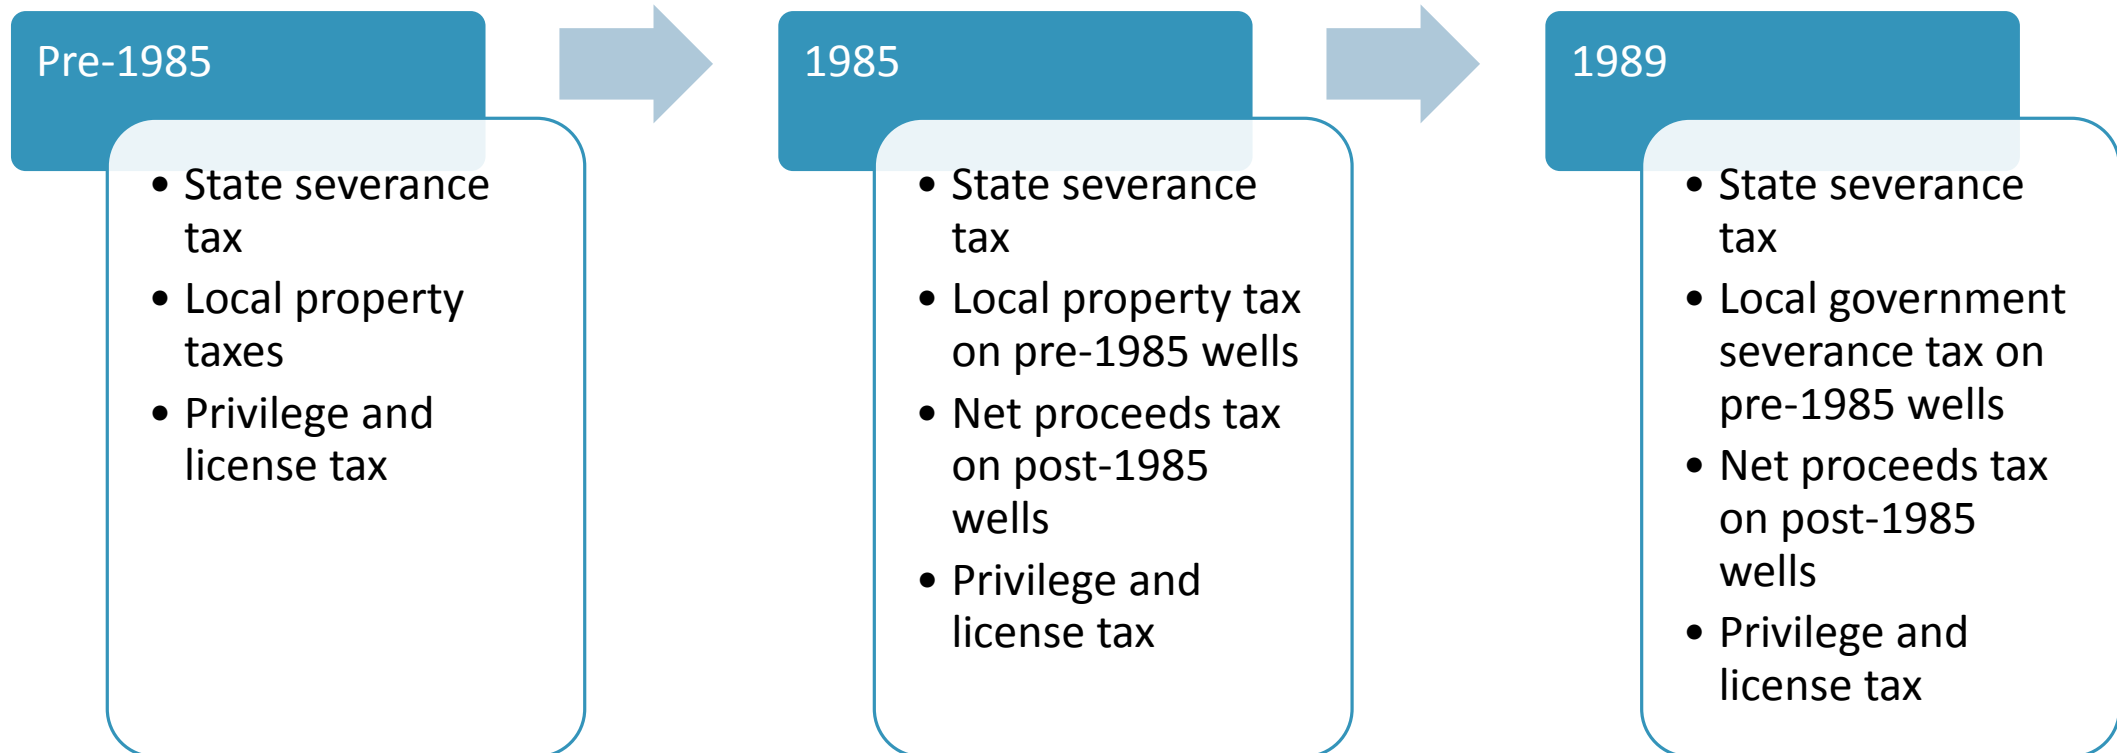 Pre-1985
• State severance
tax
• Local property
taxes
• Privilege and
license tax
1985
• State severance
tax
• Local property tax
on pre-1985 wells
• Net proceeds tax
on post-1985
wells
• Privilege and
license tax
1989
• State severance
tax
• Local government
severance tax on
pre-1985 wells
• Net proceeds tax
on post-1985
wells
• Privilege and
license tax